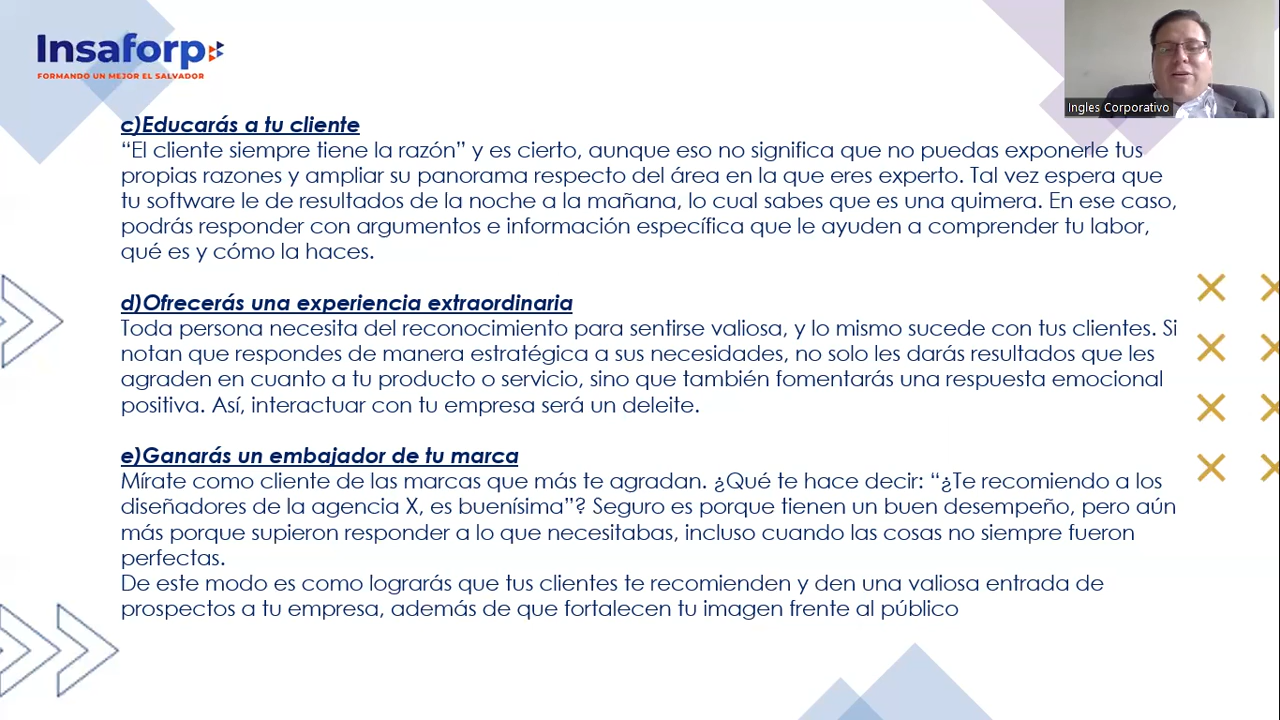 Insaforp
FORMANDO UN MEJOR EL SALVADOR
Ingles Corporativo
c)Educarás a tu cliente
“El cliente siempre tiene la razón” y es cierto, aunque eso no significa que no puedas exponerle tus
propias razones y ampliar su panorama respecto del área en la que eres experto. Tal vez espera que
tu software le de resultados de la noche a la mañana, lo cual sabes que es una quimera. En ese caso,
podrás responder con argumentos e información específica que le ayuden a comprender tu labor,
qué es y cómo la haces.
d)Ofrecerás una experiencia extraordinaria
Toda persona necesita del reconocimiento para sentirse valiosa, y lo mismo sucede con tus clientes. Si
notan que respondes de manera estratégica a sus necesidades, no solo les darás resultados que les
agraden en cuanto a tu producto o servicio, sino que también fomentarás una respuesta emocional
positiva. Así, interactuar con tu empresa será un deleite.
e)Ganarás un embajador de tu marca
Mírate como cliente de las marcas que más te agradan. ¿Qué te hace decir: “¿Te recomiendo a los
diseñadores de la agencia X, es buenísima”? Seguro es porque tienen un buen desempeño, pero aún
más porque supieron responder a lo que necesitabas, incluso cuando las cosas no siempre fueron
perfectas.
De este modo es como lograrás que tus clientes te recomienden y den una valiosa entrada de
prospectos a tu empresa, además de que fortalecen tu imagen frente al público